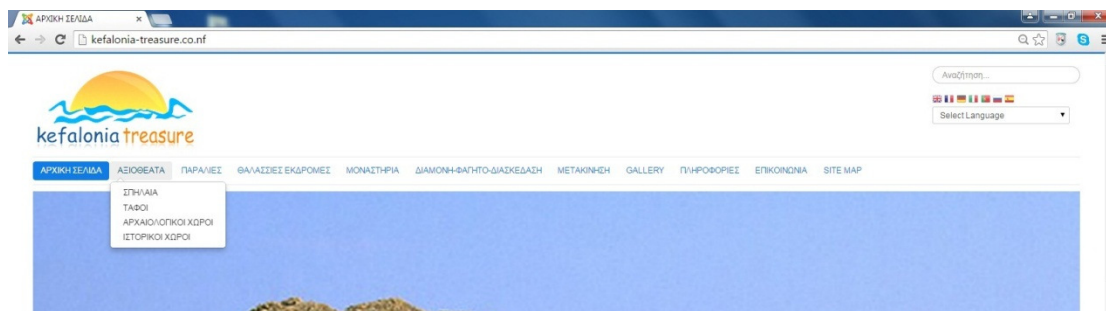 ΑΡΧΙΚΗ ΣΕΛΙΔΑ
kefalonia-treasure.co.nf
Αναζήτηση...
Select Language
kefalonia treasure
ΑΡΧΙΚΗ ΣΕΛΙΔΑ ΑΞΙΟΘΕΑΤΑ ΠΑΡΑΛΙΕΣ ΘΑΛΑΣΣΙΕΣ ΕΚΔΡΟΜΕΣ ΜΟΝΑΣΤΗΡΙΑ ΔΙΑΜΟΝΗ-ΦΑΓΗΤΟ-ΔΙΑΣΚΕΔΑΣΗ ΜΕΤΑΚΙΝΗΣΗ GALLERY ΠΛΗΡΟΦΟΡΙΕΣ ΕΠΙΚΟΙΝΩΝΙΑ SITE MAP
ΣΠΗΛΑΙΑ
ΤΑΦΟΙ
ΑΡΧΑΙΟΛΟΓΙΚΟΙ ΧΩΡΟΙ
ΙΣΤΟΡΙΚΟΙ ΧΩΡΟΙ